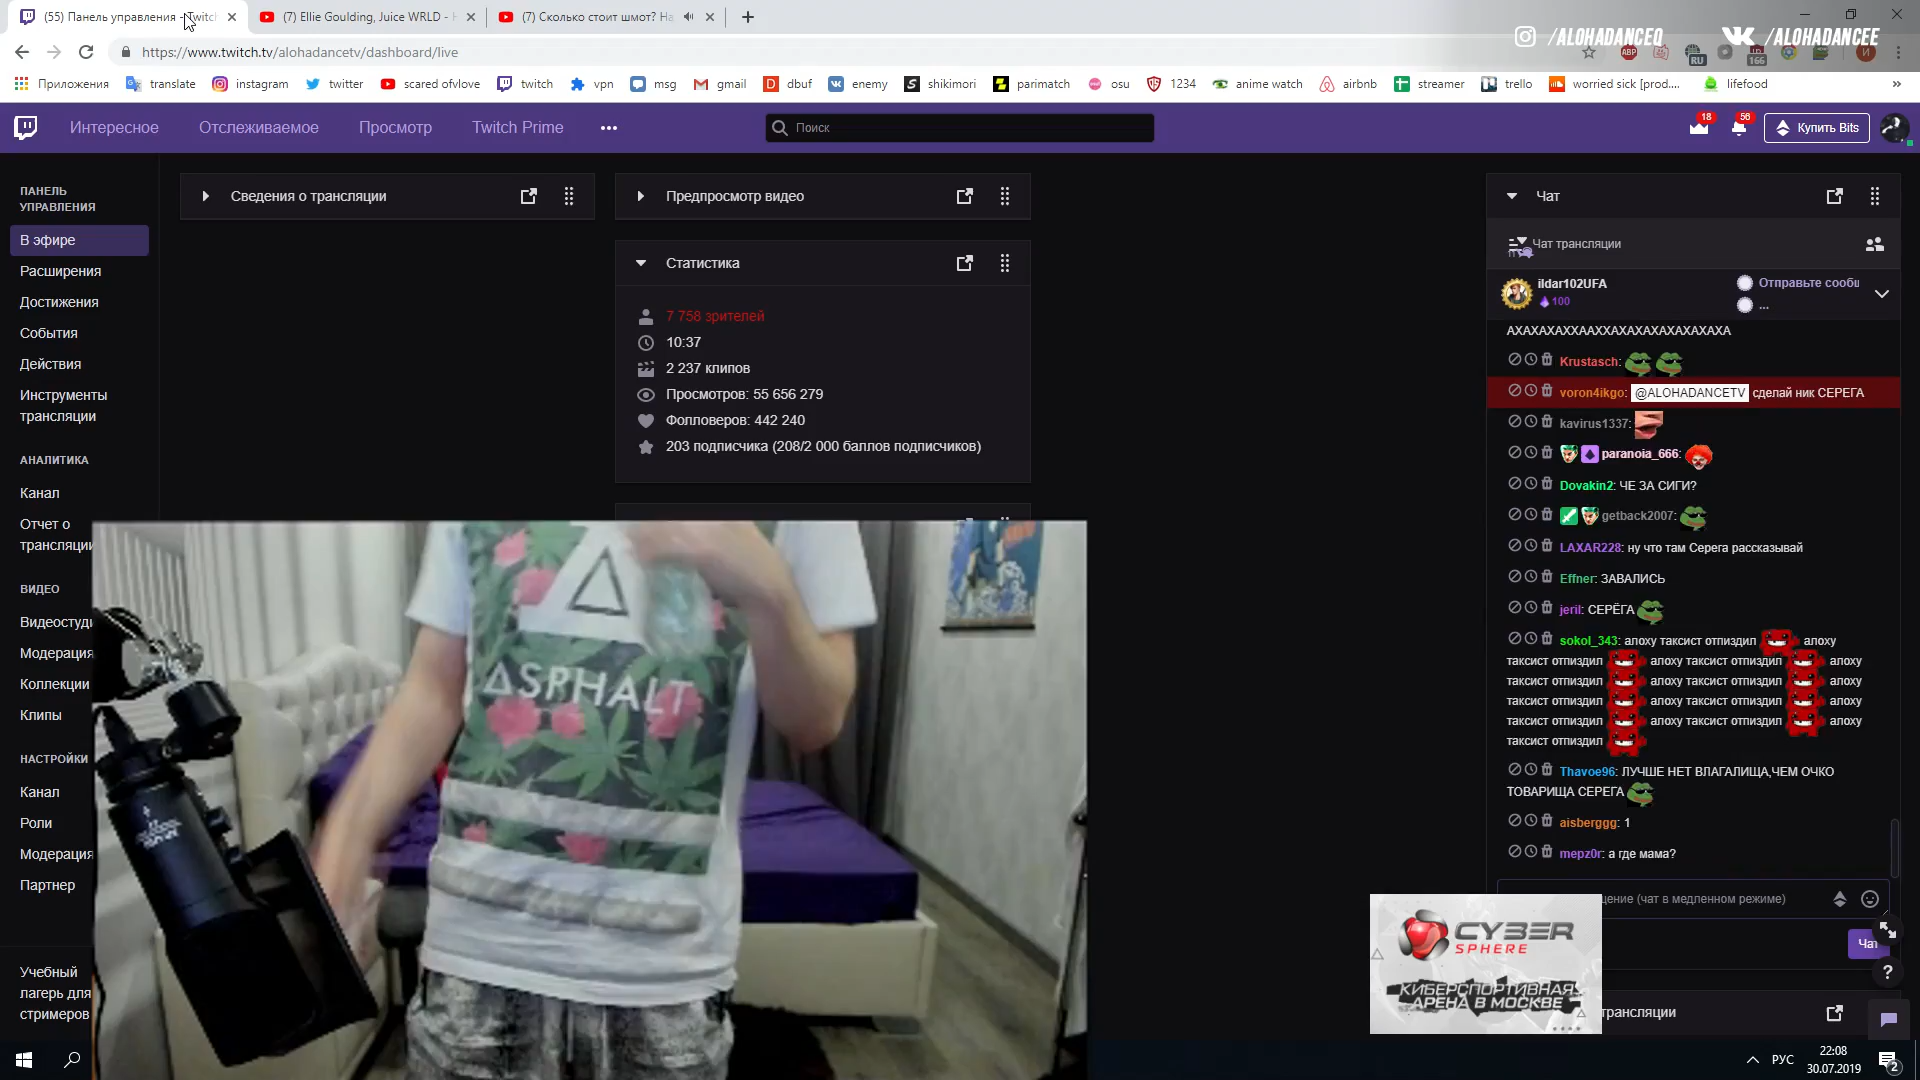 (55) Панель управления - Twitch
(7) Ellie Goulding, Juice WRLD - H
(7) Сколько стоит шмот? На
/ALOHADANCEQ
/ALOHADANCEE
https://www.twitch.tv/alohadancetv/dashboard/live
ABP
RU
166
И
Приложения
translate
instagram
twitter
scared ofvlove
twitch
vpn
msg
gmail
dbuf
enemy
shikimori
parimatch
osu
1234
anime watch
airbnb
streamer
trello
worried sick [prod....
lifefood
»
Интересное
Отслеживаемое
Просмотр
Twitch Prime
Поиск
18
56
Купить Bits
ПАНЕЛЬ
УПРАВЛЕНИЯ
В эфире
Расширения
Достижения
События
Действия
Инструменты
трансляции
АНАЛИТИКА
Канал
Отчет о
трансляции
ВИДЕО
Видеостуди
Модерация
Коллекции
Клипы
НАСТРОЙКИ
Канал
Роли
Модерация
Партнер
Учебный
лагерь для
стримеров
Сведения о трансляции
Предпросмотр видео
Статистика
7 758 зрителей
10:37
2 237 клипов
Просмотров: 55 656 279
Фолловеров: 442 240
203 подписчика (208/2 000 баллов подписчиков)
ASPHALT
Чат
Чат трансляции
ildar102UFA
100
Отправьте сообщ
...
АХАХАХАХХААХХАХАХАХАХАХАХАХА
Krustasch:
voron4ikgo: @ALOHADANCETV сделай ник СЕРЕГА
kavirus1337:
paranoia_666:
Dovakin2: ЧЕ ЗА СИГИ?
getback2007:
LAXAR228: ну что там Серега рассказывай
Effner: ЗАВАЛИСЬ
jeril: СЕРЁГА
sokol_343: алоху таксист отпиздил алоху
таксист отпиздил алоху таксист отпиздил алоху
таксист отпиздил алоху таксист отпиздил алоху
таксист отпиздил алоху таксист отпиздил алоху
таксист отпиздил алоху таксист отпиздил алоху
таксист отпиздил
Thavoe96: ЛУЧШЕ НЕТ ВЛАГАЛИЩА,ЧЕМ ОЧКО
ТОВАРИЩА СЕРЕГА
aisberggg: 1
mepz0r: а где мама?
щение (чат в медленном режиме)
Чат
?
CYBER
SPHERE
КИБЕРСПОРТИВНАЯ
АРЕНА В МОСКВЕ
трансляции
РУС
22:08
30.07.2019
2